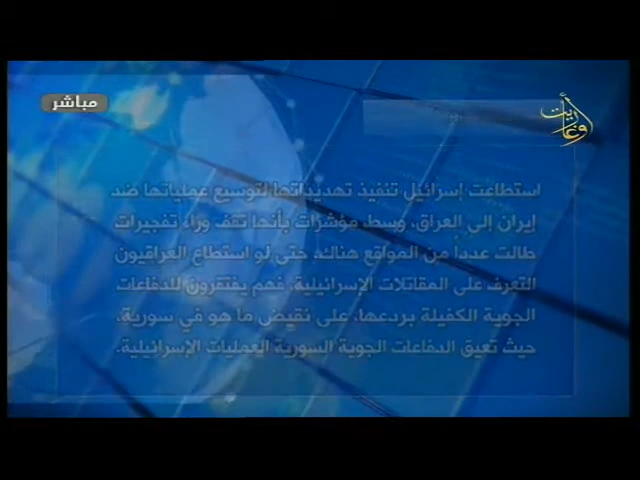 مباشر
أوغاريت
استطاعت إسرائيل تنفيذ تهديداتها لتوسيع عملياتها ضد
إيران إلى العراق، وسط مؤشرات بأنها تقف وراء تفجيرات
طالت عدداً من المواقع هناك، حتى لو استطاع العراقيون
التعرف على المقاتلات الإسرائيلية، فهم يفتقرون للدفاعات
الجوية الكفيلة بردعها، على نقيض ما هو في سورية،
حيث تعيق الدفاعات الجوية السورية العمليات الإسرائيلية.